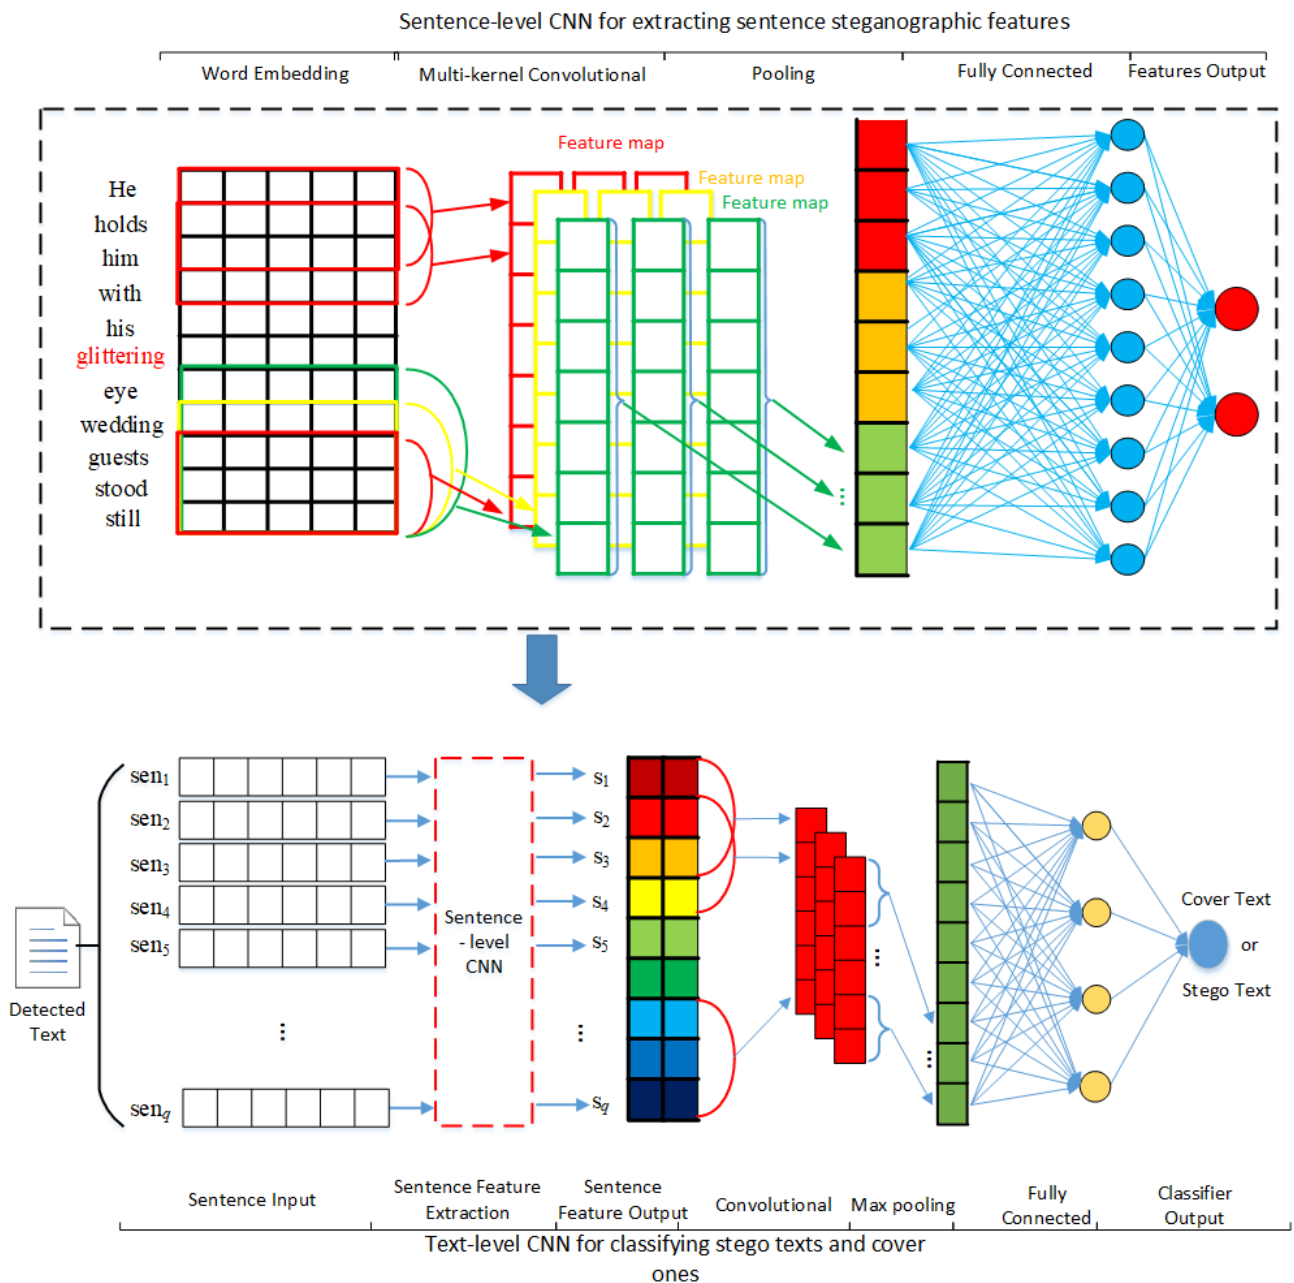 Sentence-level CNN for extracting sentence steganographic features
Word Embedding
Multi-kernel Convolutional
Pooling
Fully Connected
Features Output
Feature map
Feature map
Feature map
He
holds
him
with
his
glittering
eye
wedding
guests
stood
still
...
sen1
sen2
sen3
sen4
sen5
...
senq
Detected
Text
Sentence
- level
CNN
s1
s2
s3
s4
s5
...
sq
...
...
Cover Text
or
Stego Text
Sentence Input
Sentence Feature
Extraction
Sentence
Feature Output
Convolutional
Max pooling
Fully
Connected
Classifier
Output
Text-level CNN for classifying stego texts and cover
ones